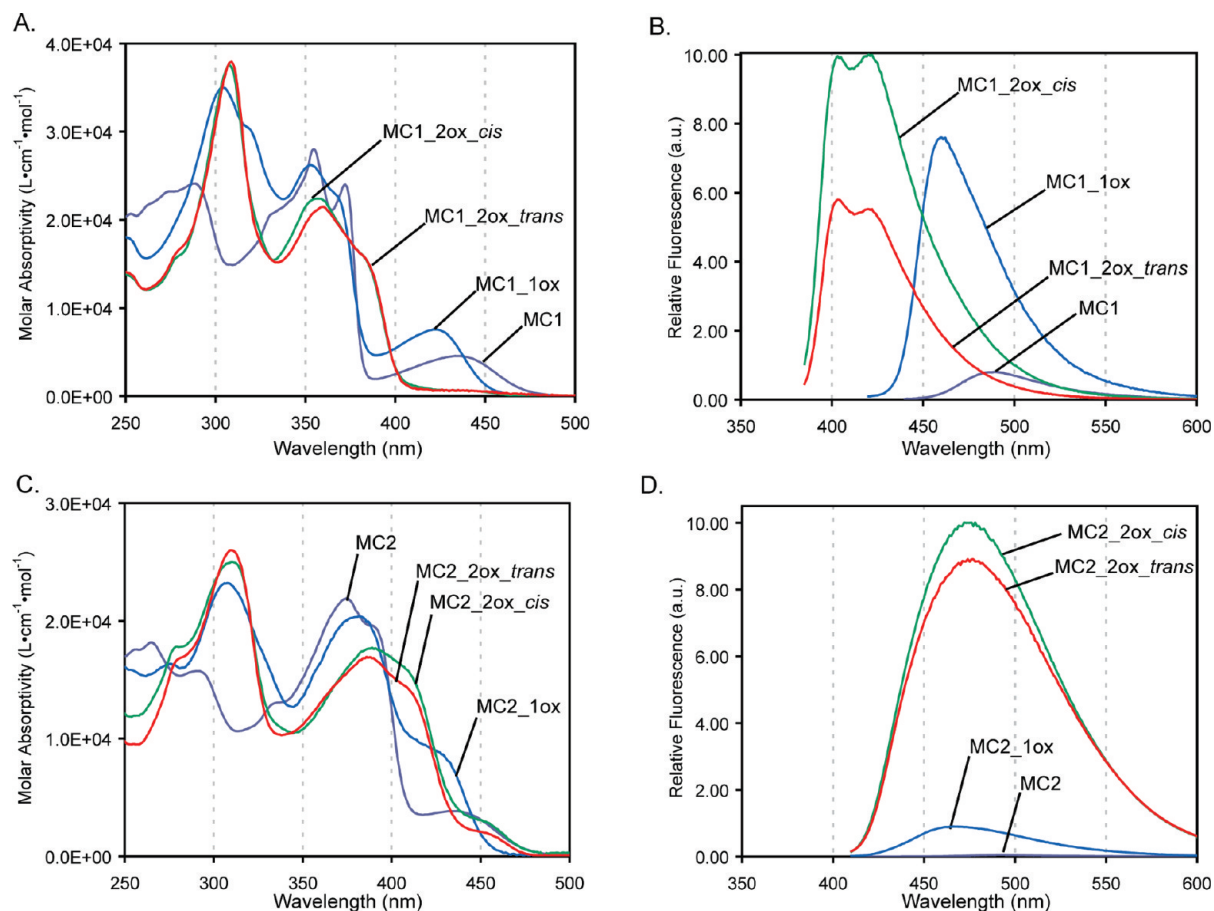 A.
Molar Absorptivity (L•cm⁻¹•mol⁻¹)
4.0E+04
3.0E+04
2.0E+04
1.0E+04
0.0E+00
MC1_2ox_cis
MC1_2ox_trans
MC1_1ox
MC1
250 300 350 400 450 500
Wavelength (nm)
B.
Relative Fluorescence (a.u.)
10.00
8.00
6.00
4.00
2.00
0.00
MC1_2ox_cis
MC1_1ox
MC1_2ox_trans
MC1
350 400 450 500 550 600
Wavelength (nm)
C.
Molar Absorptivity (L•cm⁻¹•mol⁻¹)
3.0E+04
2.0E+04
1.0E+04
0.0E+00
MC2
MC2_2ox_trans
MC2_2ox_cis
MC2_1ox
250 300 350 400 450 500
Wavelength (nm)
D.
Relative Fluorescence (a.u.)
10.00
8.00
6.00
4.00
2.00
0.00
MC2_2ox_cis
MC2_2ox_trans
MC2_1ox
MC2
350 400 450 500 550 600
Wavelength (nm)